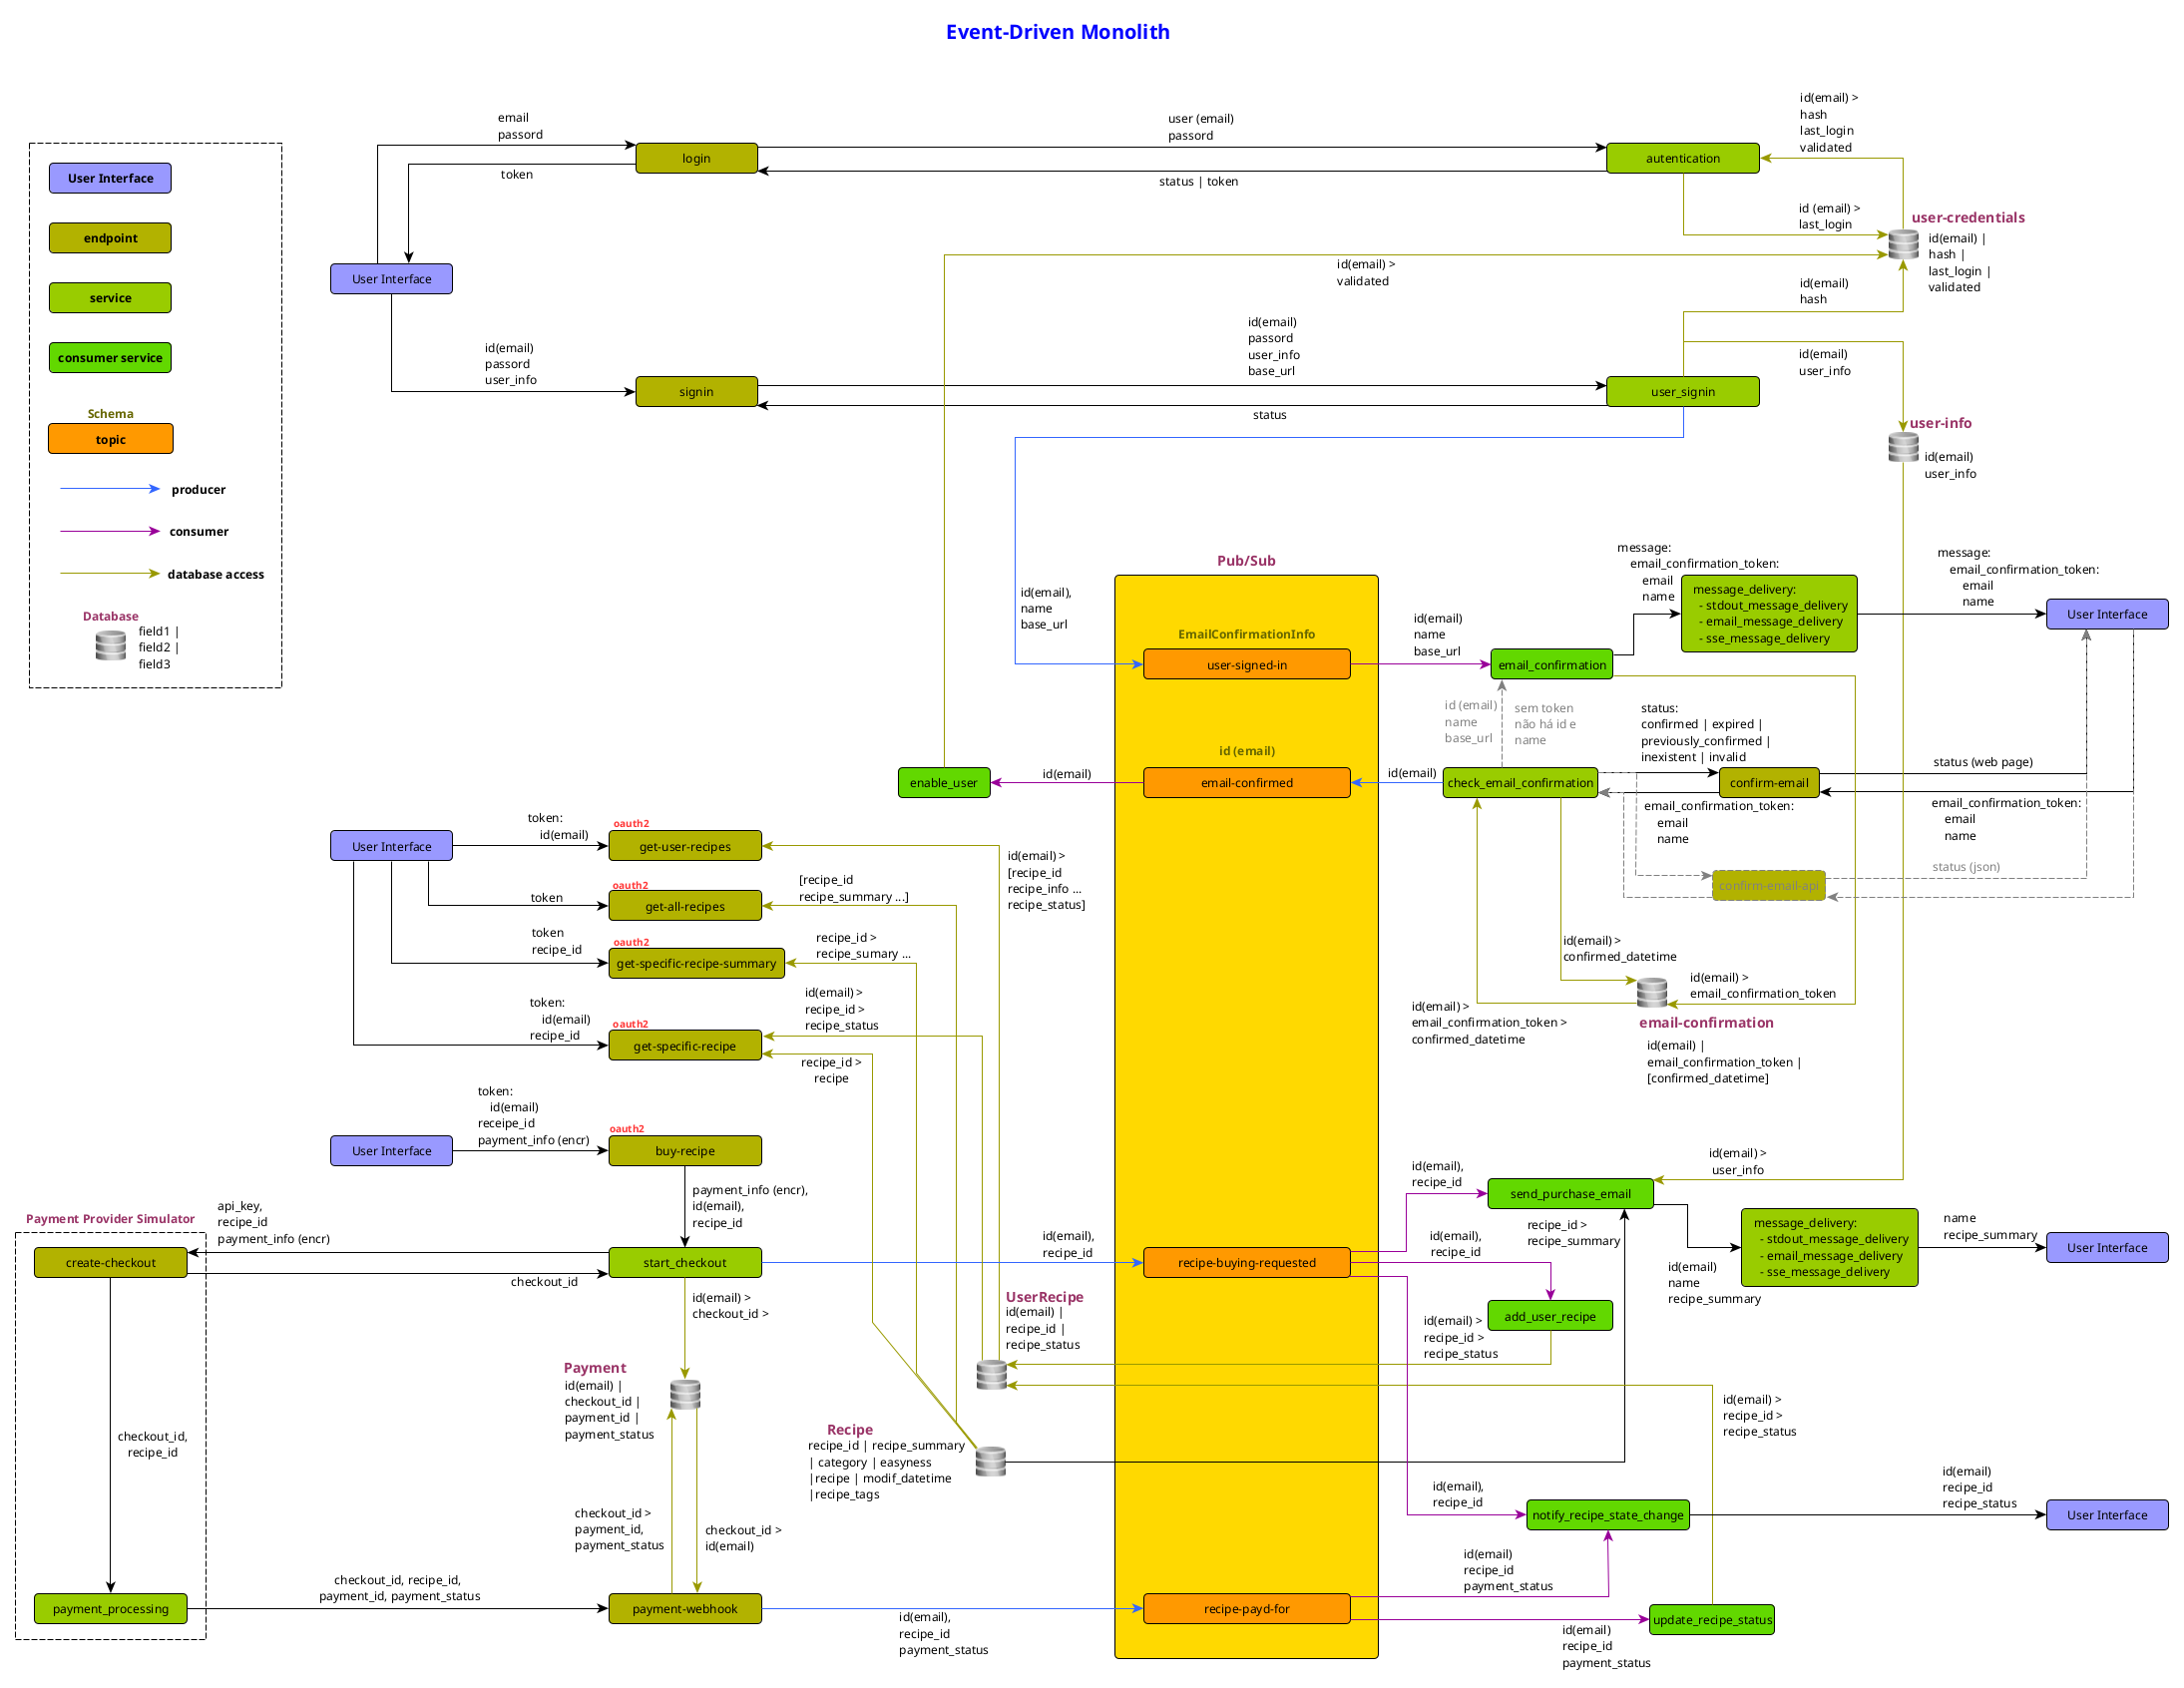 Event-Driven Monolith
User Interface
endpoint
service
consumer service
Schema
topic
producer
consumer
database access
Database
field1 |
field2 |
field3
email
passord
login
token
user (email)
passord
status | token
autentication
id(email) >
hash
last_login
validated
id (email) >
last_login
user-credentials
id(email) |
hash |
last_login |
validated
User Interface
id(email) >
validated
id(email)
hash
id(email)
passord
user_info
signin
id(email)
passord
user_info
base_url
status
user_signin
id(email)
user_info
user-info
id(email)
user_info
Pub/Sub
id(email),
name
base_url
EmailConfirmationInfo
user-signed-in
id(email)
name
base_url
email_confirmation
message:
email_confirmation_token:
email
name
message_delivery:
- stdout_message_delivery
- email_message_delivery
- sse_message_delivery
message:
email_confirmation_token:
email
name
User Interface
id (email)
name
base_url
sem token
não há id e
name
status:
confirmed | expired |
previously_confirmed |
inexistent | invalid
id (email)
enable_user
id(email)
email-confirmed
id(email)
check_email_confirmation
confirm-email
status (web page)
email_confirmation_token:
email
name
email_confirmation_token:
email
name
confirm-email-api
status (json)
id(email) >
confirmed_datetime
id(email) >
email_confirmation_token
id(email) >
email_confirmation_token >
confirmed_datetime
email-confirmation
id(email) |
email_confirmation_token |
[confirmed_datetime]
User Interface
token:
id(email)
oauth2
get-user-recipes
id(email) >
[recipe_id
recipe_info ...
recipe_status]
token
oauth2
get-all-recipes
[recipe_id
recipe_summary ...]
token
recipe_id
oauth2
get-specific-recipe-summary
recipe_id >
recipe_sumary ...
token:
id(email)
recipe_id
oauth2
get-specific-recipe
id(email) >
recipe_id >
recipe_status
recipe_id >
recipe
User Interface
token:
id(email)
receipe_id
payment_info (encr)
oauth2
buy-recipe
payment_info (encr),
id(email),
recipe_id
Payment Provider Simulator
api_key,
recipe_id
payment_info (encr)
create-checkout
checkout_id
start_checkout
id(email),
recipe_id
recipe-buying-requested
id(email) >
checkout_id >
id(email),
recipe_id
send_purchase_email
id(email) >
user_info
recipe_id >
recipe_summary
id(email),
recipe_id
message_delivery:
- stdout_message_delivery
- email_message_delivery
- sse_message_delivery
id(email)
name
recipe_summary
name
recipe_summary
User Interface
add_user_recipe
id(email) >
recipe_id >
recipe_status
UserRecipe
id(email) |
recipe_id |
recipe_status
Payment
id(email) |
checkout_id |
payment_id |
payment_status
Recipe
recipe_id | recipe_summary
| category | easyness
|recipe | modif_datetime
|recipe_tags
id(email) >
recipe_id >
recipe_status
checkout_id,
recipe_id
checkout_id >
payment_id,
payment_status
checkout_id >
id(email)
id(email),
recipe_id
notify_recipe_state_change
id(email)
recipe_id
recipe_status
User Interface
payment_processing
checkout_id, recipe_id,
payment_id, payment_status
payment-webhook
id(email),
recipe_id
payment_status
recipe-payd-for
id(email)
recipe_id
payment_status
id(email)
recipe_id
payment_status
update_recipe_status